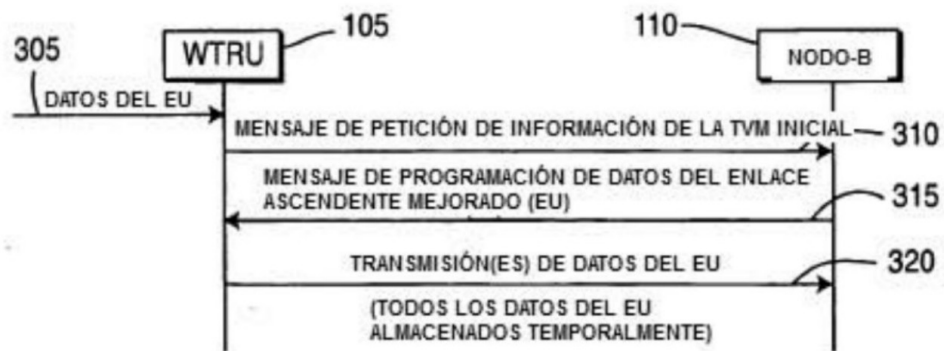 105
110
305
WTRU
NODO-B
DATOS DEL EU
MENSAJE DE PETICIÓN DE INFORMACIÓN DE LA TVM INICIAL
310
MENSAJE DE PROGRAMACIÓN DE DATOS DEL ENLACE
ASCENDENTE MEJORADO (EU)
315
TRANSMISIÓN(ES) DE DATOS DEL EU
320
(TODOS LOS DATOS DEL EU
ALMACENADOS TEMPORALMENTE)